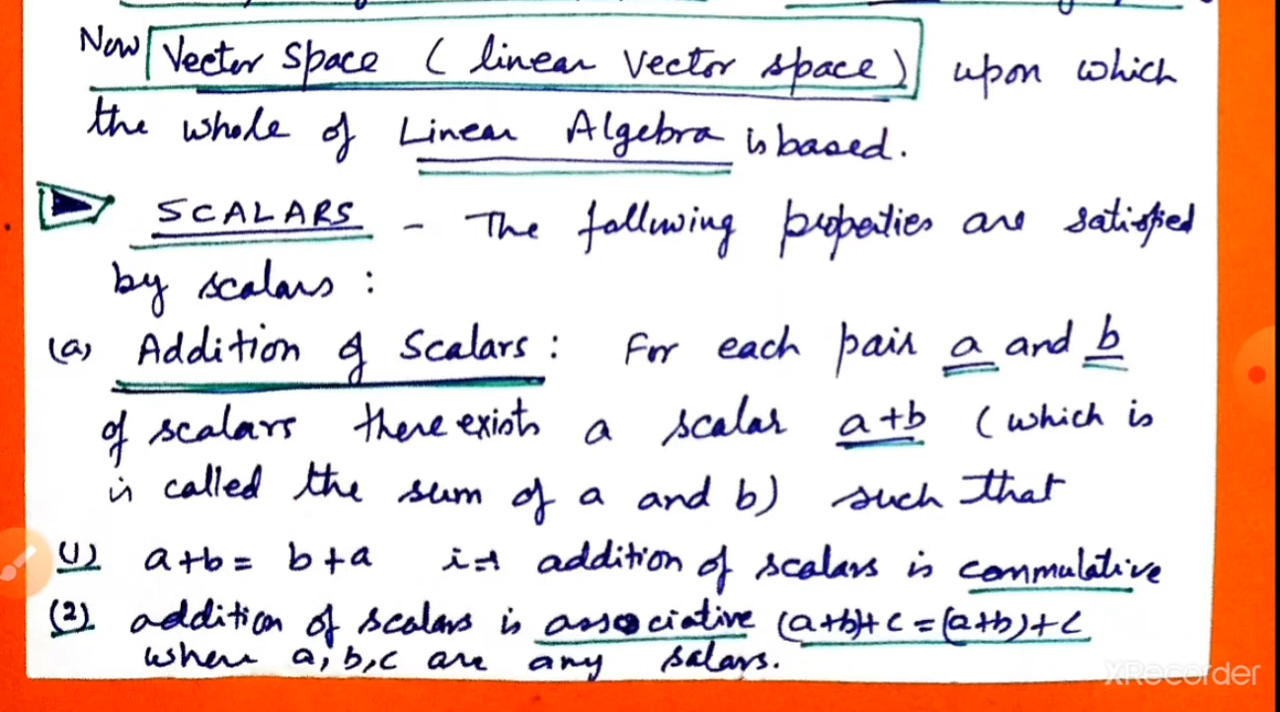 Now Vector Space (linear Vector space) upon which
the whole of Linear Algebra is based.
SCALARS - The following properties are satisfied
by scalars :
(a) Addition of Scalars : For each pair a and b
of scalars there exists a scalar a+b (which is
is called the sum of a and b) such that
(1) a+b = b+a i.e. addition of scalars is commulative
(2) addition of scalars is associative (a+b)+c=(a+b)+c
where a,b,c are any salars.
XRecorder